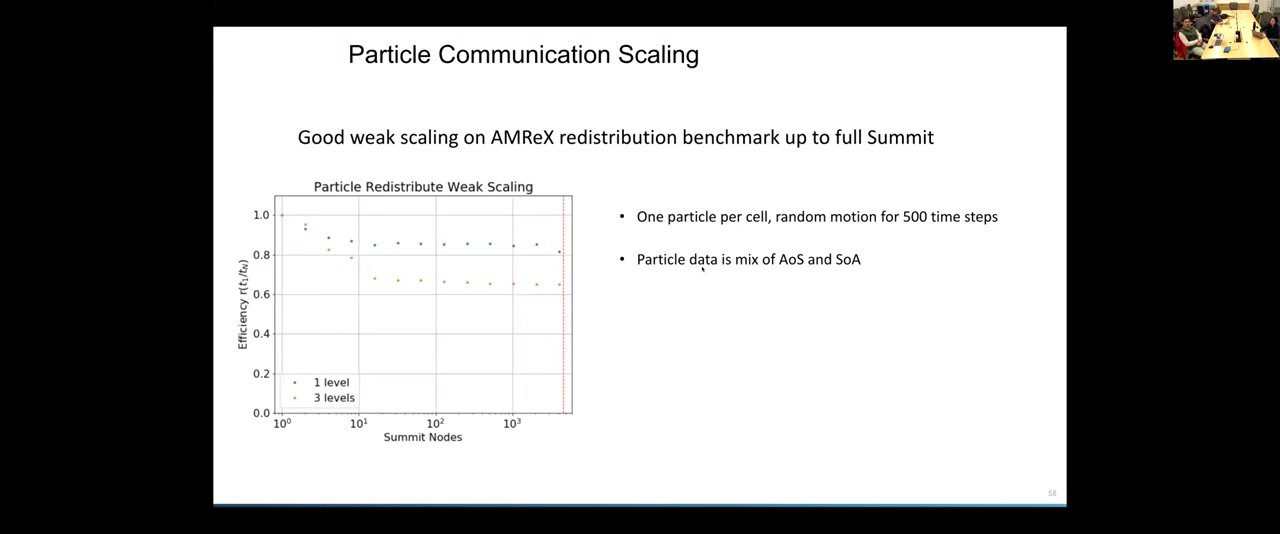 Particle Communication Scaling
Good weak scaling on AMReX redistribution benchmark up to full Summit
Particle Redistribute Weak Scaling
1.0
0.8
0.6
0.4
0.2
0.0
Efficiency r(t₁/tₙ)
1 level
3 levels
10⁰ 10¹ 10² 10³
Summit Nodes
• One particle per cell, random motion for 500 time steps
• Particle data is mix of AoS and SoA
58